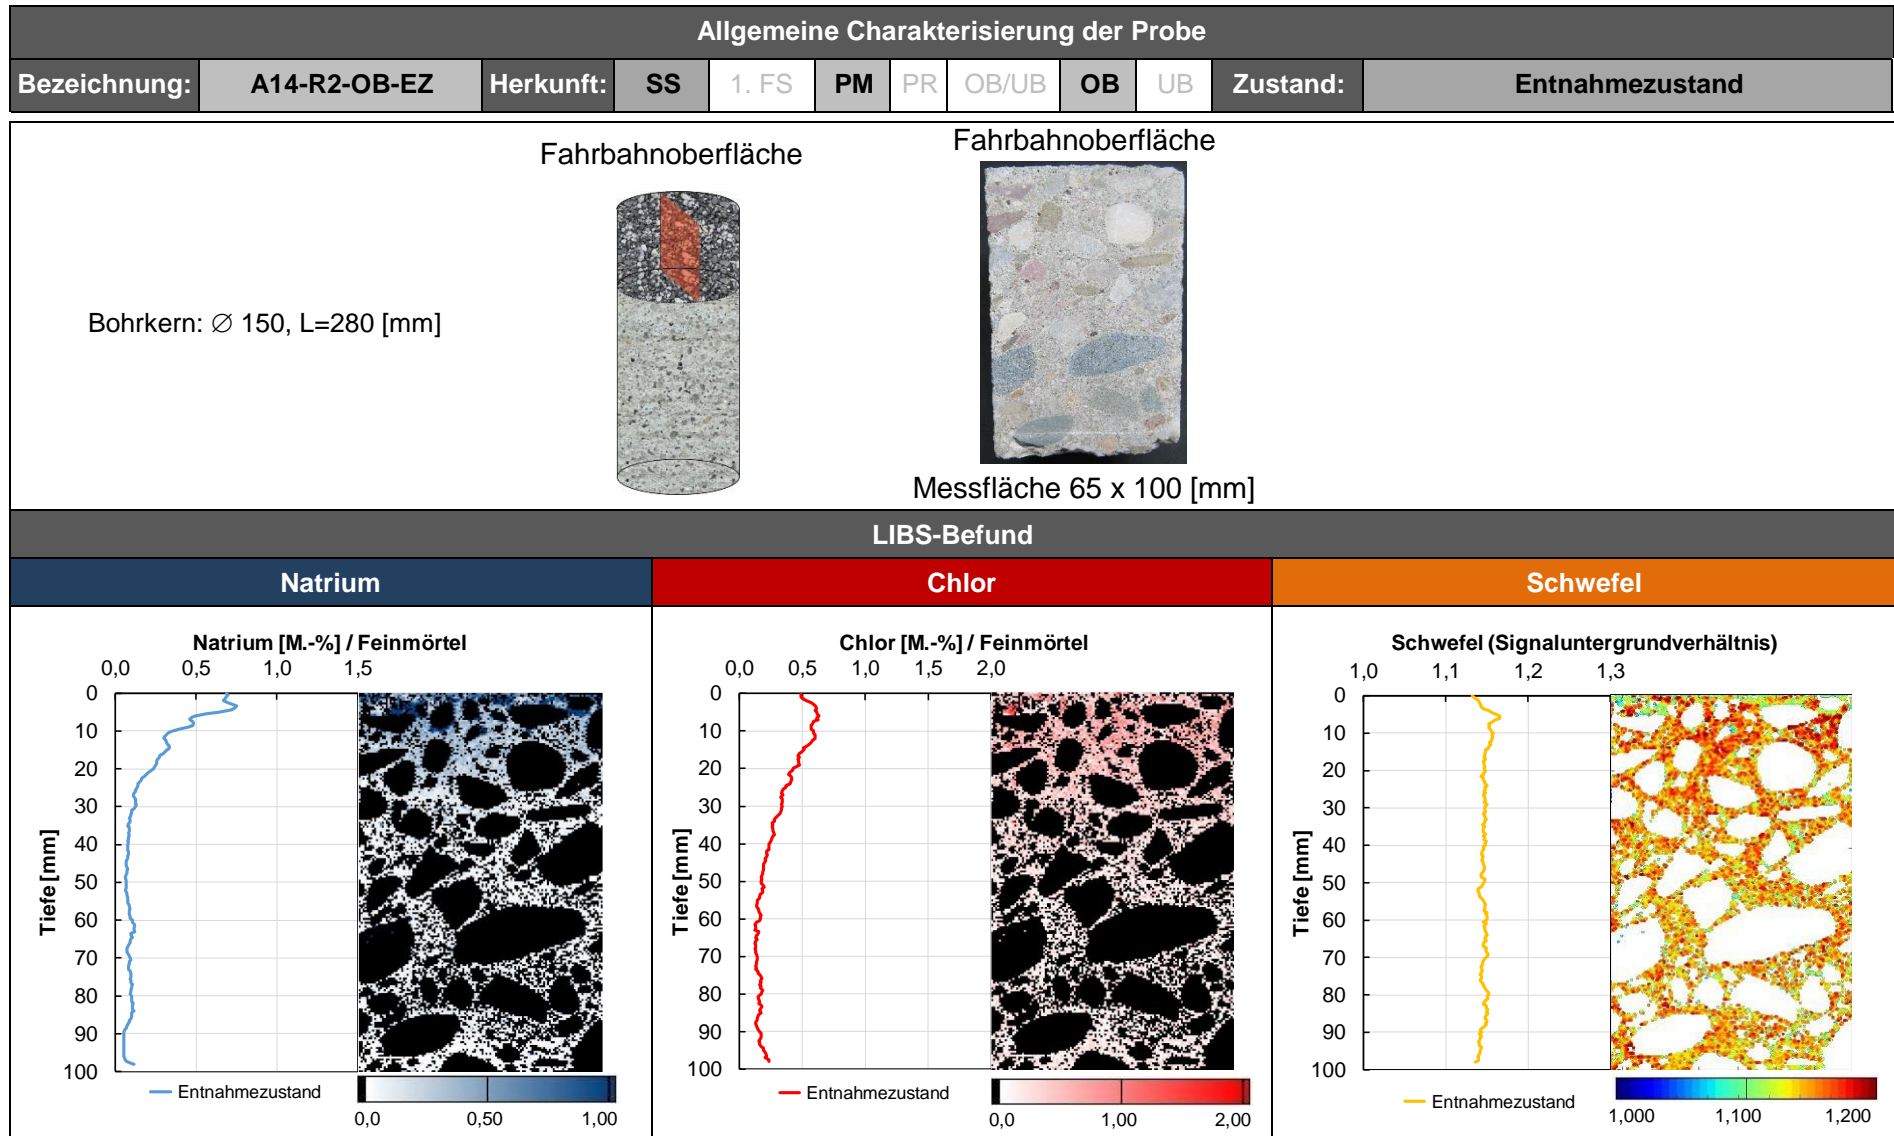 Allgemeine Charakterisierung der Probe
Bezeichnung: A14-R2-OB-EZ Herkunft: SS 1. FS PM PR OB/UB OB UB Zustand: Entnahmezustand
Fahrbahnoberfläche Fahrbahnoberfläche
Bohrkern: ∅ 150, L=280 [mm]
Messfläche 65 x 100 [mm]
LIBS-Befund
Natrium Chlor Schwefel
Natrium [M.-%] / Feinmörtel
0,0 0,5 1,0 1,5
Tiefe [mm]
0
10
20
30
40
50
60
70
80
90
100
Entnahmezustand
0,0 0,50 1,00
Chlor [M.-%] / Feinmörtel
0,0 0,5 1,0 1,5 2,0
Tiefe [mm]
0
10
20
30
40
50
60
70
80
90
100
Entnahmezustand
0,0 1,00 2,00
Schwefel (Signaluntergrundverhältnis)
1,0 1,1 1,2 1,3
Tiefe [mm]
0
10
20
30
40
50
60
70
80
90
100
Entnahmezustand
1,000 1,100 1,200